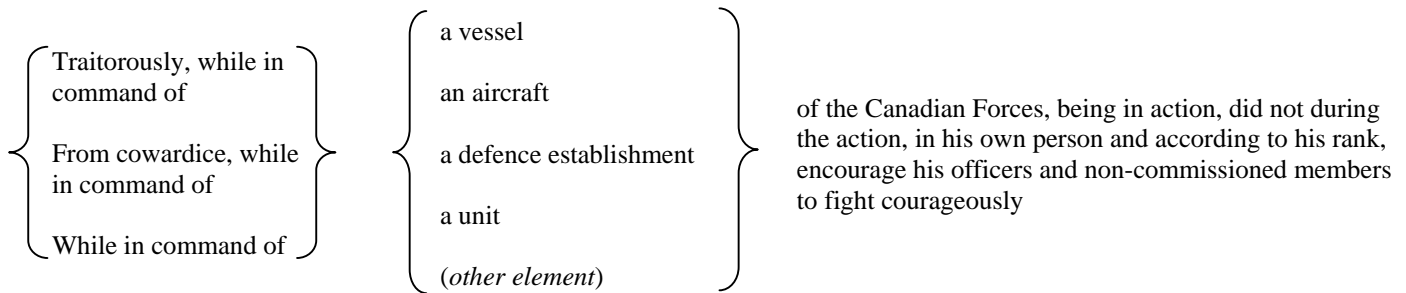 Traitorously, while in
command of
From cowardice, while
in command of
While in command of
a vessel
an aircraft
a defence establishment
a unit
(other element)
of the Canadian Forces, being in action, did not during
the action, in his own person and according to his rank,
encourage his officers and non-commissioned members
to fight courageously